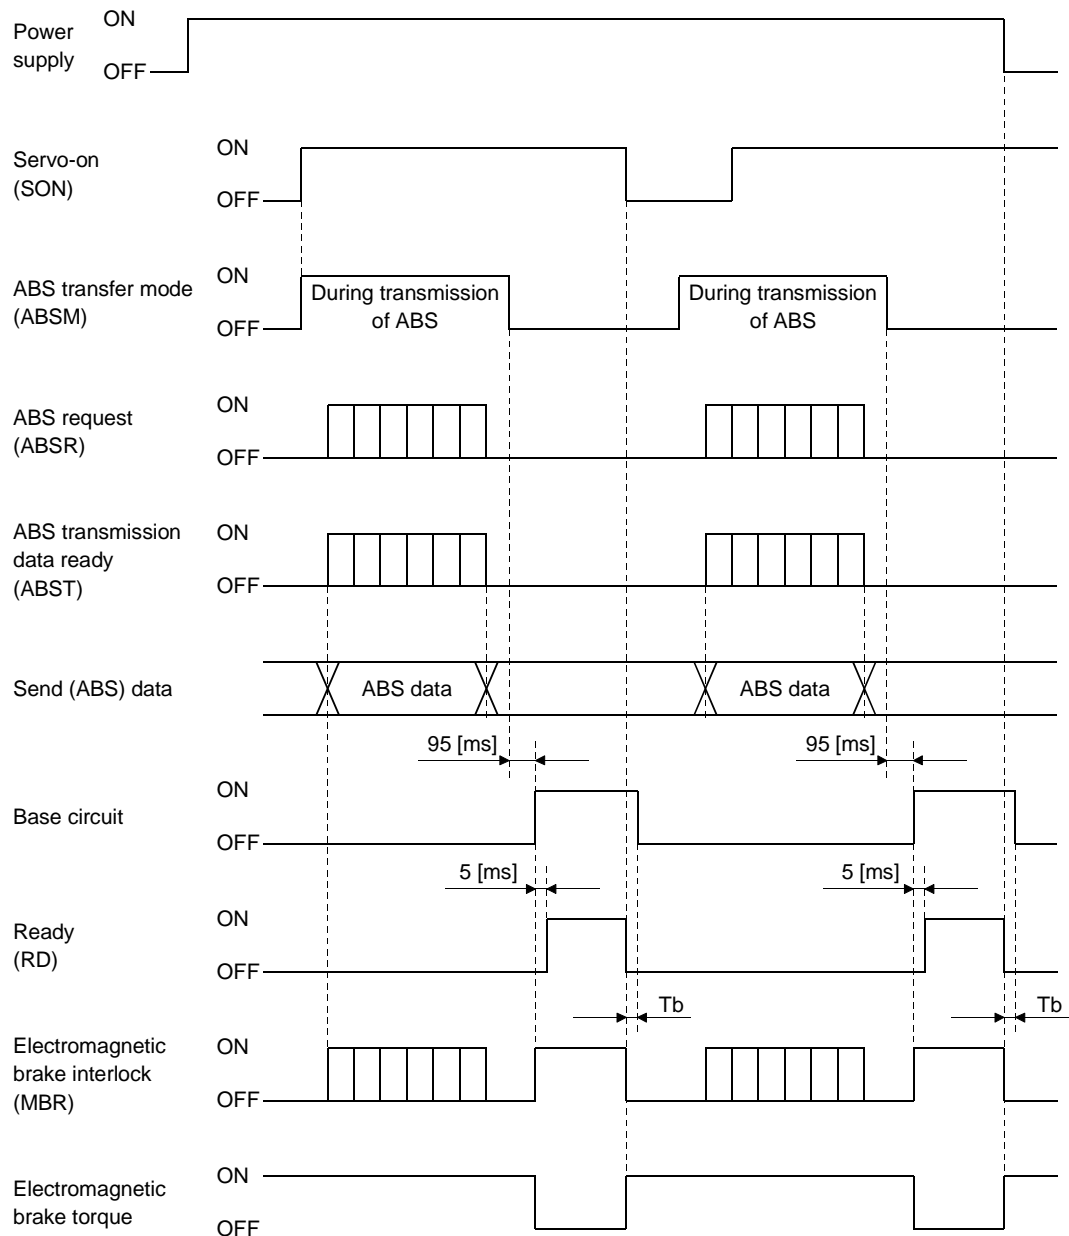 ON
Power
supply
OFF
ON
Servo-on
(SON)
OFF
ON
ABS transfer mode
(ABSM)
OFF
During transmission
of ABS
During transmission
of ABS
ON
ABS request
(ABSR)
OFF
ABS transmission
data ready
(ABST)
ON
OFF
Send (ABS) data
ABS data
ABS data
95 [ms]
95 [ms]
ON
Base circuit
OFF
5 [ms]
5 [ms]
ON
Ready
(RD)
OFF
Tb
Tb
Electromagnetic
brake interlock
(MBR)
ON
OFF
ON
Electromagnetic
brake torque
OFF